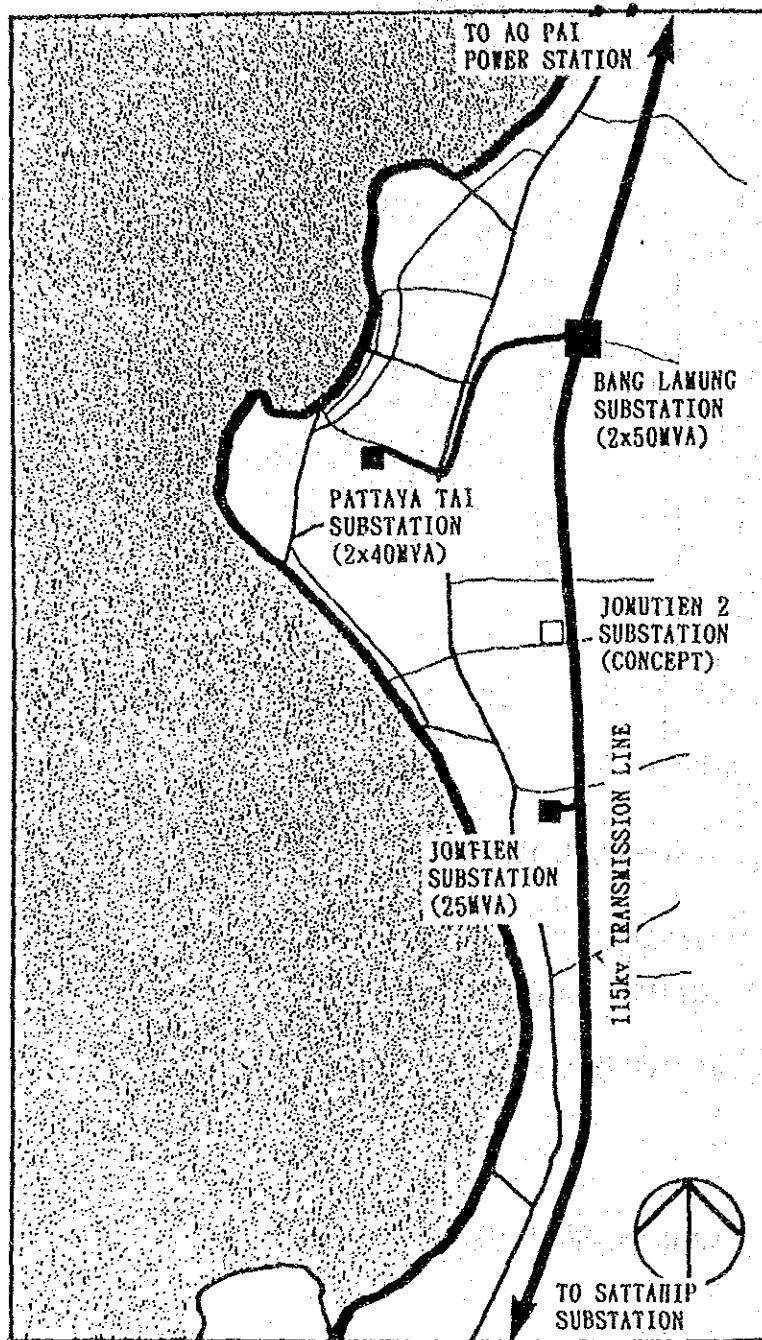 TO AO PAI
POWER STATION
BANG LAMUNG
SUBSTATION
(2x50MVA)
PATTAYA TAI
SUBSTATION
(2x40MVA)
JOMUTIEN 2
SUBSTATION
(CONCEPT)
115kv TRANSMISSION LINE
JOMTIEN
SUBSTATION
(25MVA)
TO SATTAHIP
SUBSTATION